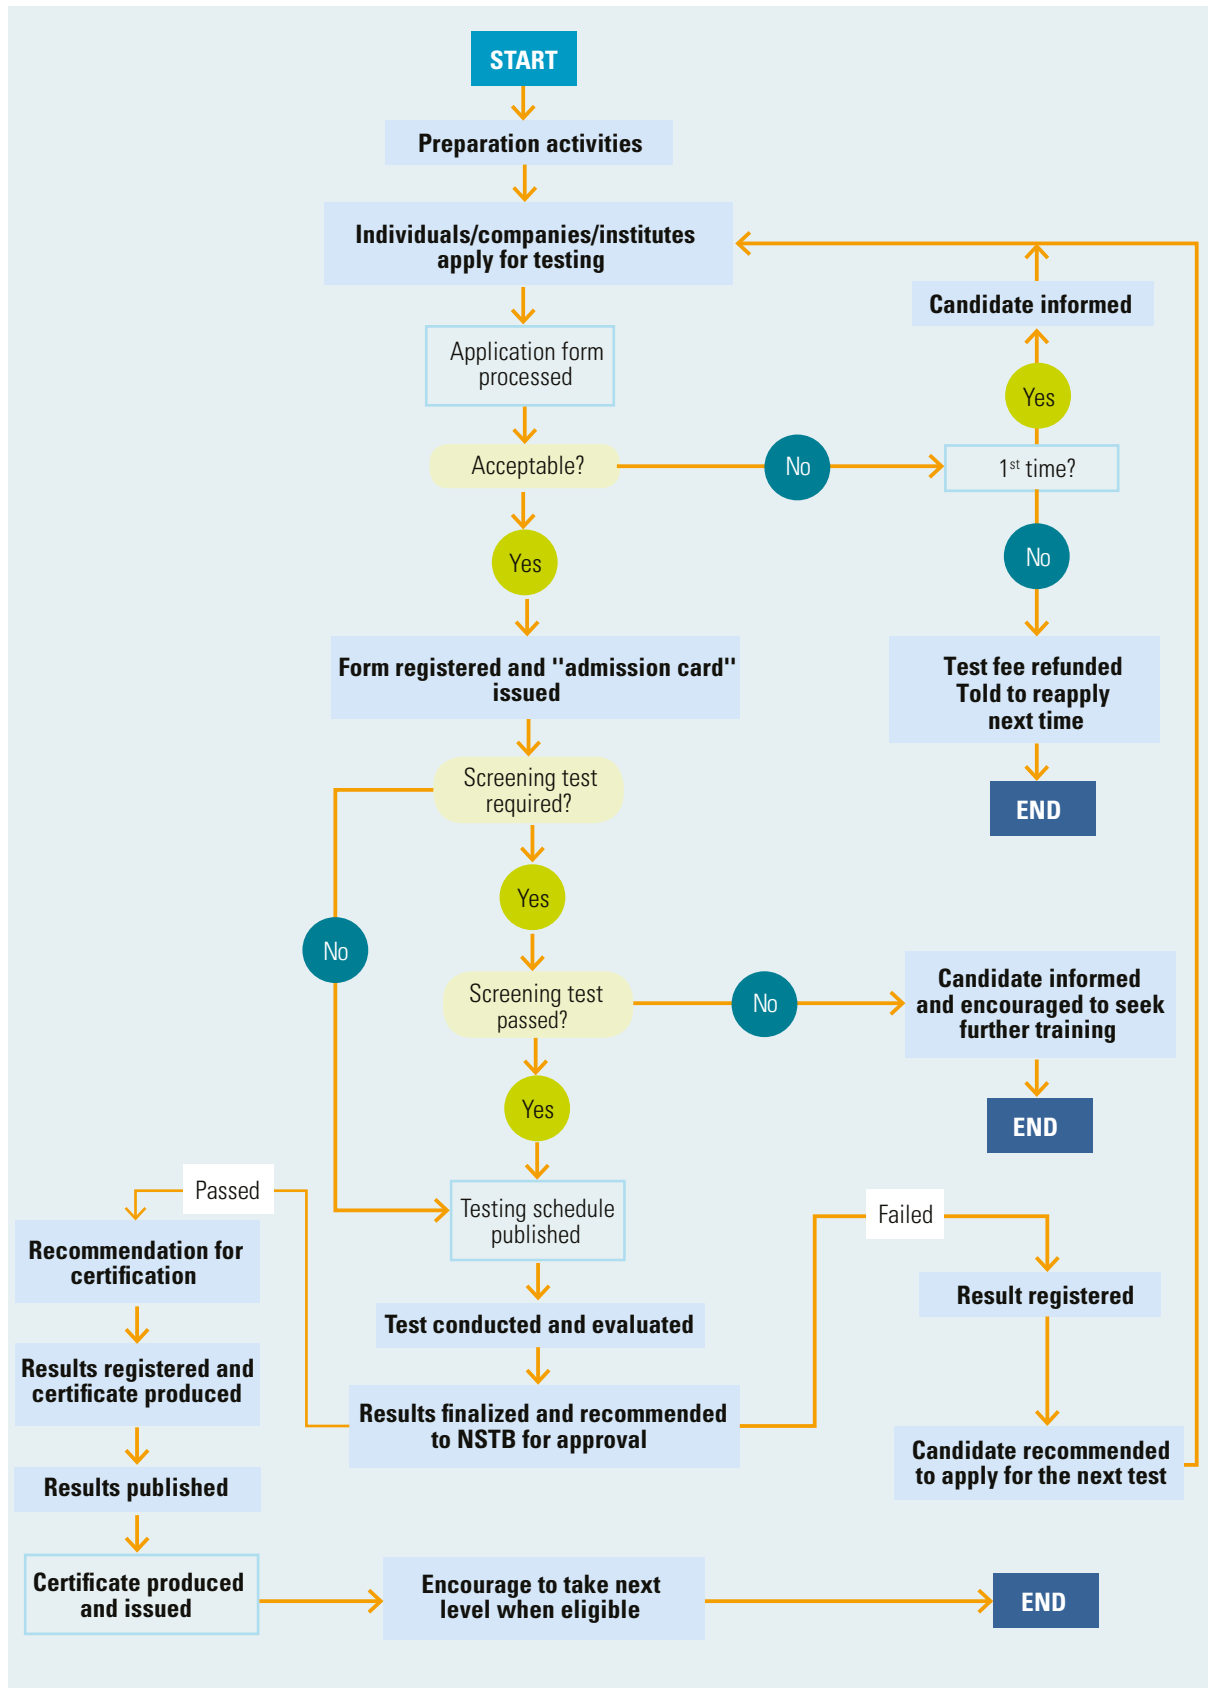 START
Preparation activities
Individuals/companies/institutes
apply for testing
Candidate informed
Application form
processed
Yes
Acceptable?
No
1st time?
Yes
No
Form registered and "admission card"
issued
Test fee refunded
Told to reapply
next time
Screening test
required?
END
Yes
No
Screening test
passed?
No
Candidate informed
and encouraged to seek
further training
Yes
END
Passed
Testing schedule
published
Failed
Recommendation for
certification
Result registered
Test conducted and evaluated
Results registered and
certificate produced
Results finalized and recommended
to NSTB for approval
Candidate recommended
to apply for the next test
Results published
Certificate produced
and issued
Encourage to take next
level when eligible
END